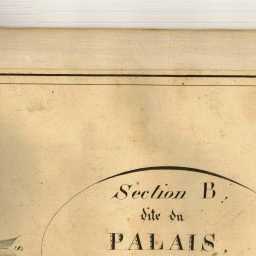 Section B,
dite du
PALAIS,